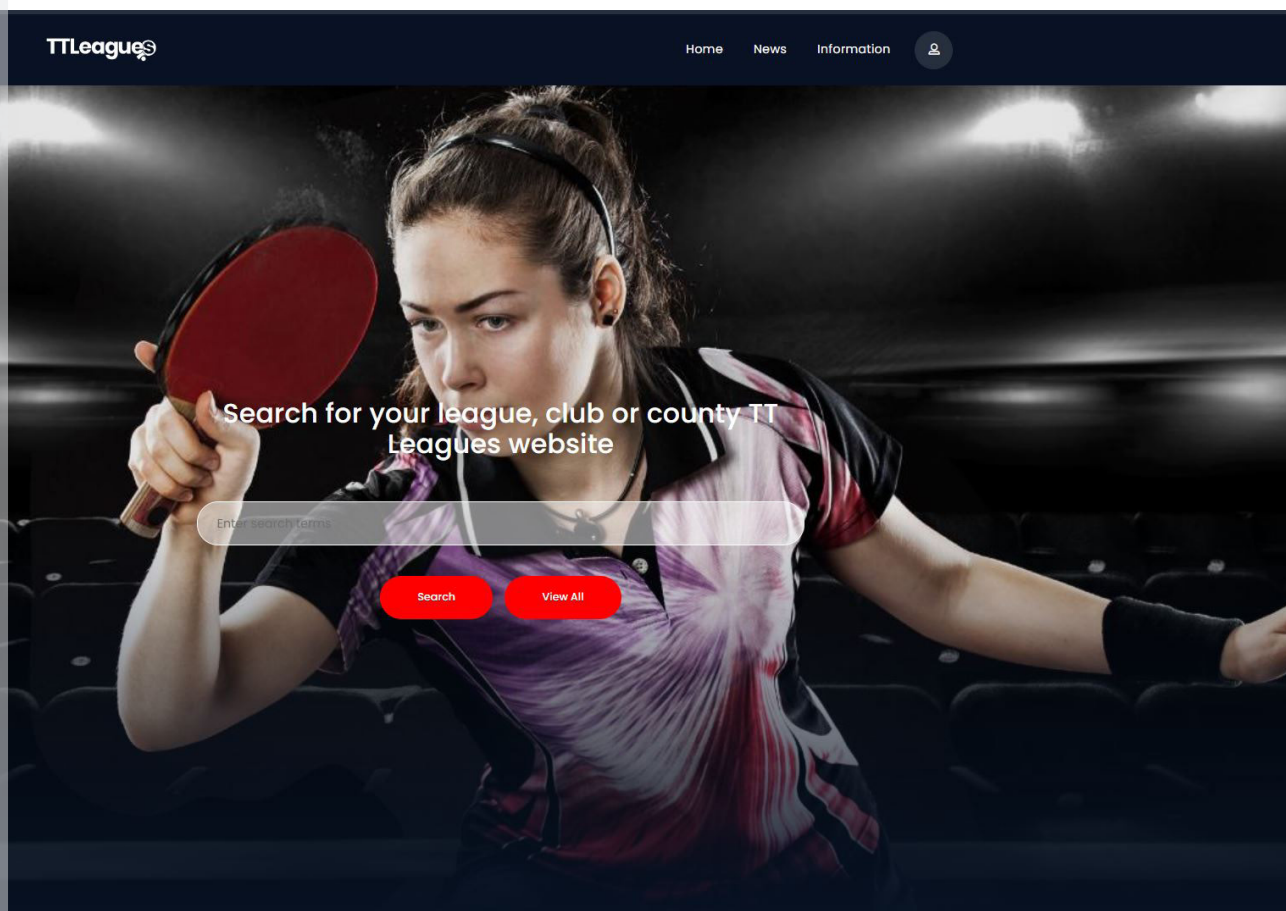 TTLeagues
Home
News
Information
Search for your league, club or county TT
Leagues website
Enter search terms
Search
View All